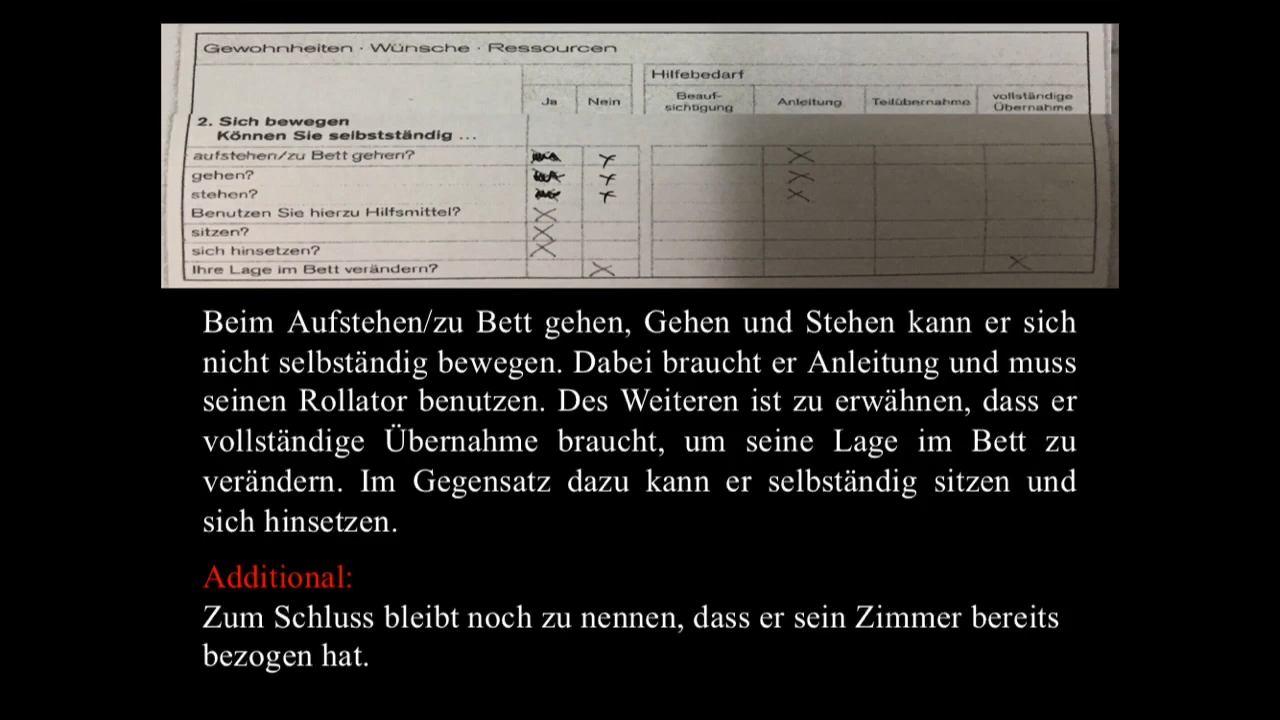 Gewohnheiten · Wünsche · Ressourcen
Hilfebedarf
Ja Nein Beauf-sichtigung Anleitung Teilübernahme vollständige Übernahme
2. Sich bewegen
Können Sie selbstständig ...
aufstehen/zu Bett gehen?
gehen?
stehen?
Benutzen Sie hierzu Hilfsmittel?
sitzen?
sich hinsetzen?
Ihre Lage im Bett verändern?
Beim Aufstehen/zu Bett gehen, Gehen und Stehen kann er sich
nicht selbständig bewegen. Dabei braucht er Anleitung und muss
seinen Rollator benutzen. Des Weiteren ist zu erwähnen, dass er
vollständige Übernahme braucht, um seine Lage im Bett zu
verändern. Im Gegensatz dazu kann er selbständig sitzen und
sich hinsetzen.
Additional:
Zum Schluss bleibt noch zu nennen, dass er sein Zimmer bereits
bezogen hat.